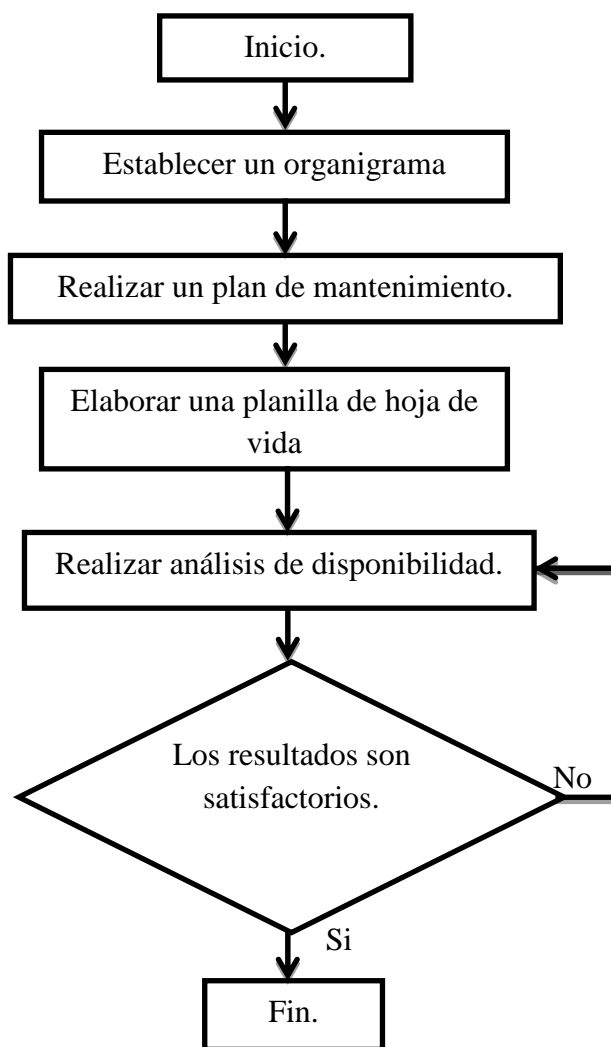 Inicio.
Establecer un organigrama
Realizar un plan de mantenimiento.
Elaborar una planilla de hoja de
vida
Realizar análisis de disponibilidad.
Los resultados son
satisfactorios.
No
Si
Fin.